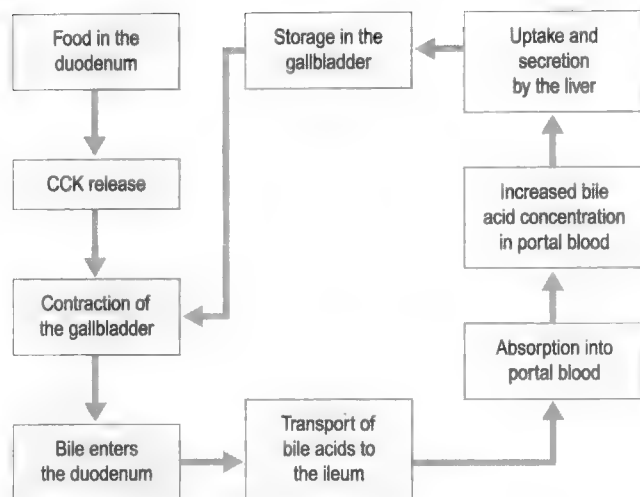 Food in the
duodenum
Storage in the
gallbladder
Uptake and
secretion
by the liver
CCK release
Increased bile
acid concentration
in portal blood
Contraction of
the gallbladder
Absorption into
portal blood
Bile enters
the duodenum
Transport of
bile acids to
the ileum